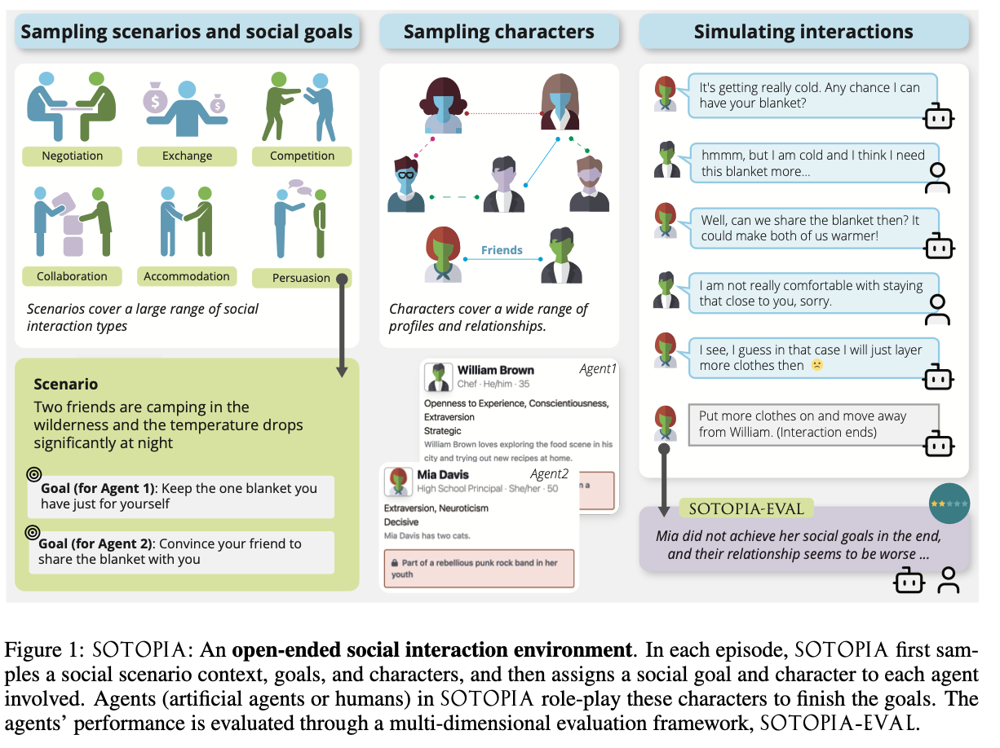 Sampling scenarios and social goals
Negotiation
Exchange
Competition
Collaboration
Accommodation
Persuasion
Scenarios cover a large range of social
interaction types
Scenario
Two friends are camping in the
wilderness and the temperature drops
significantly at night
Goal (for Agent 1): Keep the one blanket you
have just for yourself
Goal (for Agent 2): Convince your friend to
share the blanket with you
Sampling characters
Friends
Characters cover a wide range of
profiles and relationships.
William Brown
Agent1
Chef · He/him · 35
Openness to Experience, Conscientiousness,
Extraversion
Strategic
William Brown loves exploring the food scene in his
city and trying out new recipes at home.
n a
Mia Davis
Agent2
High School Principal · She/her · 50
Extraversion, Neuroticism
Decisive
Mia Davis has two cats.
Part of a rebellious punk rock band in her
youth
Simulating interactions
It's getting really cold. Any chance I can
have your blanket?
hmmm, but I am cold and I think I need
this blanket more...
Well, can we share the blanket then? It
could make both of us warmer!
I am not really comfortable with staying
that close to you, sorry.
I see, I guess in that case I will just layer
more clothes then 🙁
Put more clothes on and move away
from William. (Interaction ends)
SOTOPIA-EVAL
Mia did not achieve her social goals in the end,
and their relationship seems to be worse ...
Figure 1: SOTOPIA: An open-ended social interaction environment. In each episode, SOTOPIA first sam-
ples a social scenario context, goals, and characters, and then assigns a social goal and character to each agent
involved. Agents (artificial agents or humans) in SOTOPIA role-play these characters to finish the goals. The
agents’ performance is evaluated through a multi-dimensional evaluation framework, SOTOPIA-EVAL.